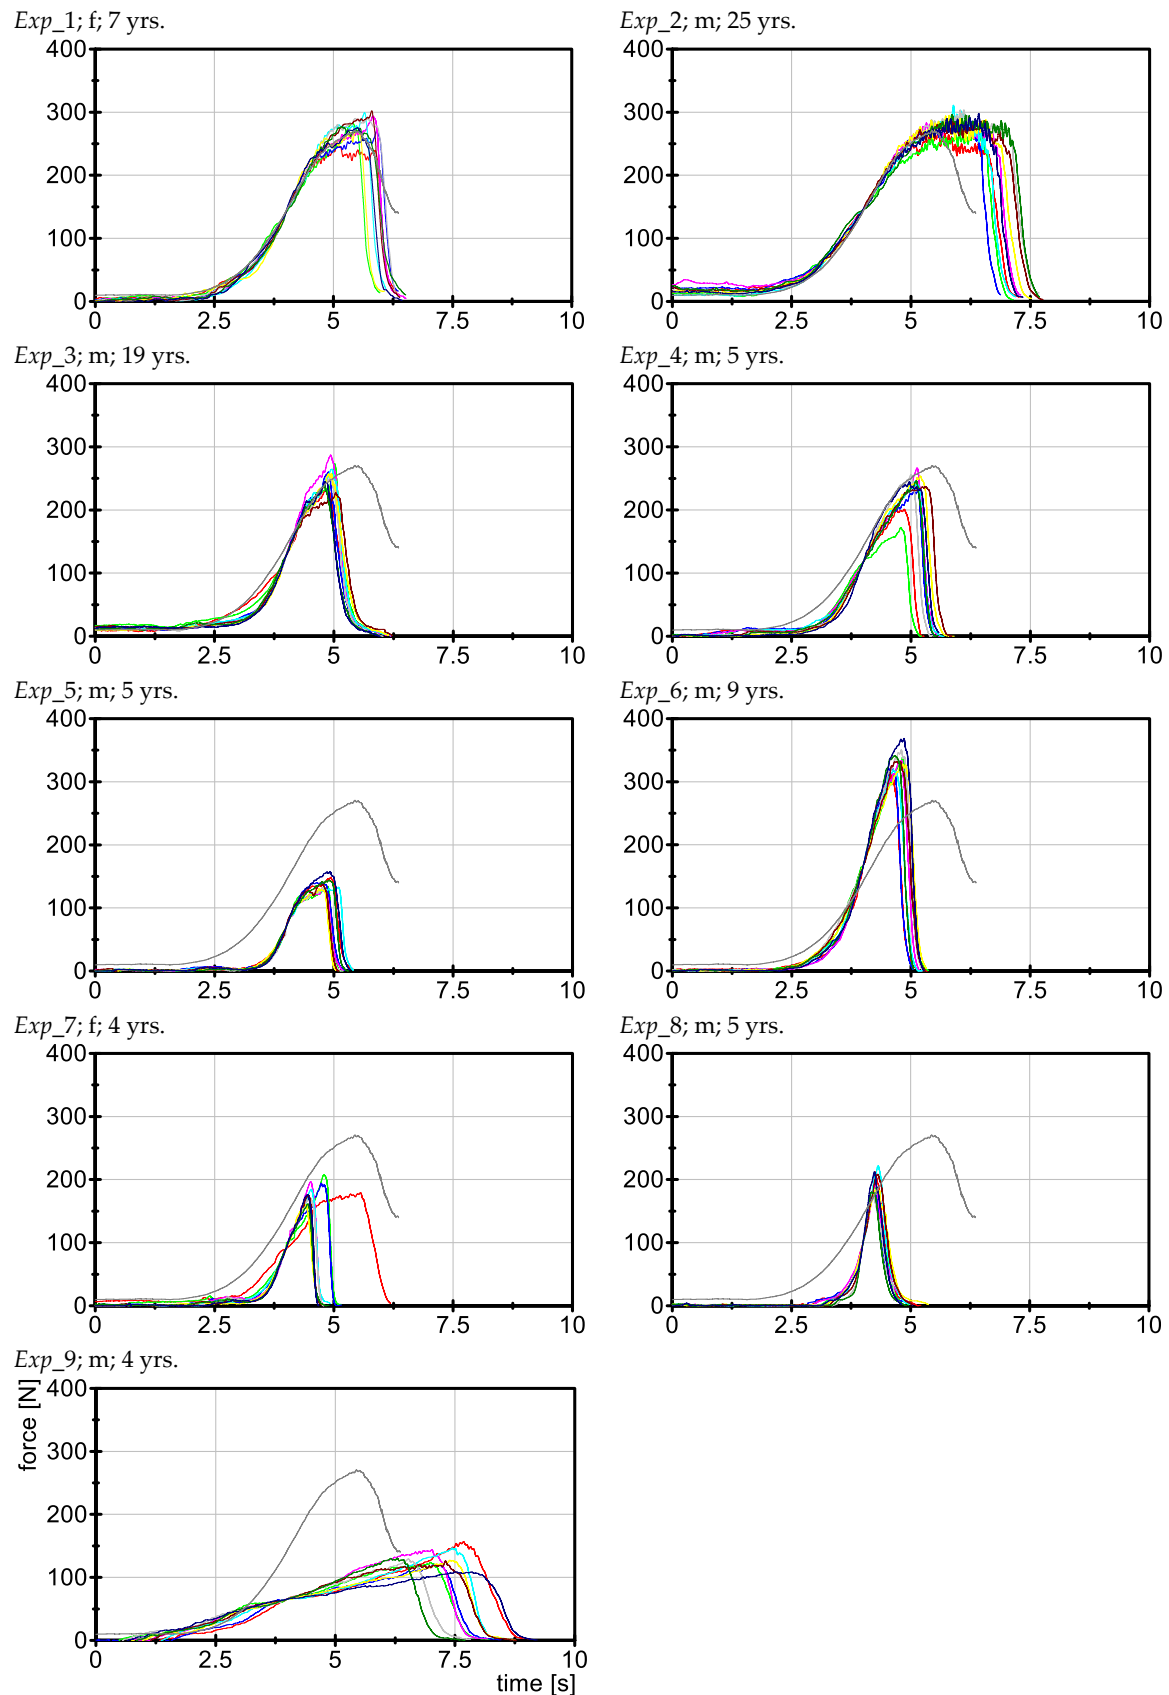 Exp_1; f; 7 yrs.
400
300
200
100
0
0 2.5 5 7.5 10
Exp_2; m; 25 yrs.
400
300
200
100
0
0 2.5 5 7.5 10
Exp_3; m; 19 yrs.
400
300
200
100
0
0 2.5 5 7.5 10
Exp_4; m; 5 yrs.
400
300
200
100
0
0 2.5 5 7.5 10
Exp_5; m; 5 yrs.
400
300
200
100
0
0 2.5 5 7.5 10
Exp_6; m; 9 yrs.
400
300
200
100
0
0 2.5 5 7.5 10
Exp_7; f; 4 yrs.
400
300
200
100
0
0 2.5 5 7.5 10
Exp_8; m; 5 yrs.
400
300
200
100
0
0 2.5 5 7.5 10
Exp_9; m; 4 yrs.
force [N]
400
300
200
100
0
0 2.5 5 7.5 10
time [s]